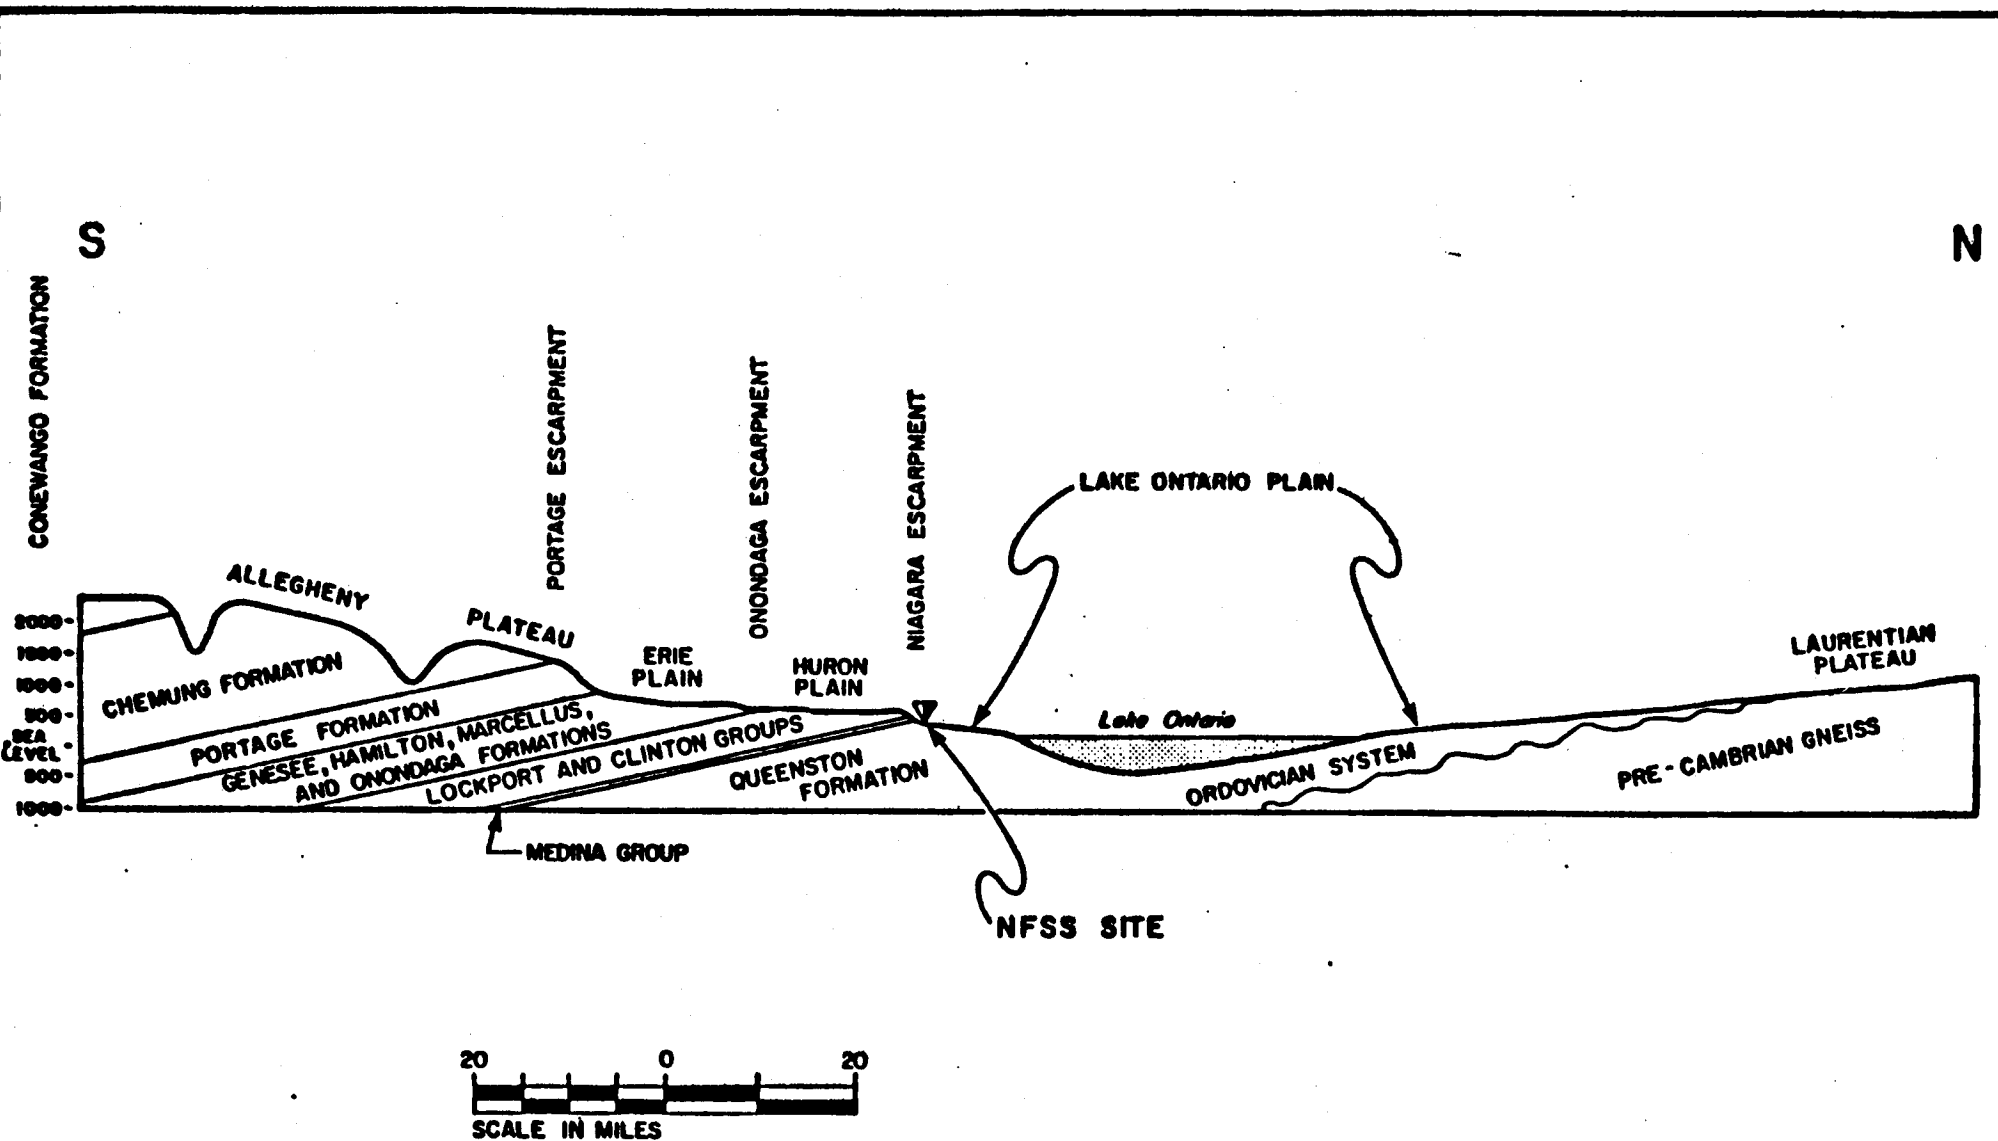 S
N
CONEWANGO FORMATION
PORTAGE ESCARPMENT
ONONDAGA ESCARPMENT
NIAGARA ESCARPMENT
LAKE ONTARIO PLAIN
ALLEGHENY
PLATEAU
ERIE
PLAIN
HURON
PLAIN
LAURENTIAN
PLATEAU
2000
1500
1000
500
SEA
LEVEL
500
1000
CHEMUNG FORMATION
PORTAGE FORMATION
GENESEE, HAMILTON, MARCELLUS,
AND ONONDAGA FORMATIONS
LOCKPORT AND CLINTON GROUPS
QUEENSTON
FORMATION
Lake Ontario
ORDOVICIAN SYSTEM
PRE-CAMBRIAN GNEISS
MEDINA GROUP
NFSS SITE
20 0 20
SCALE IN MILES